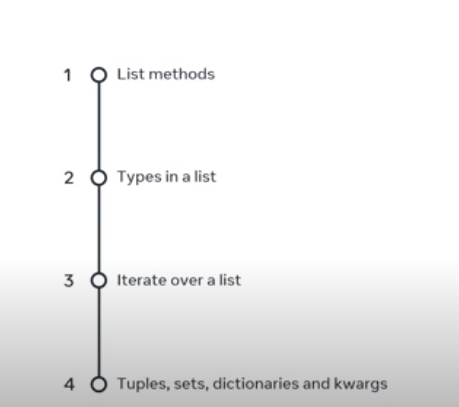 1 List methods
2 Types in a list
3 Iterate over a list
4 Tuples, sets, dictionaries and kwargs